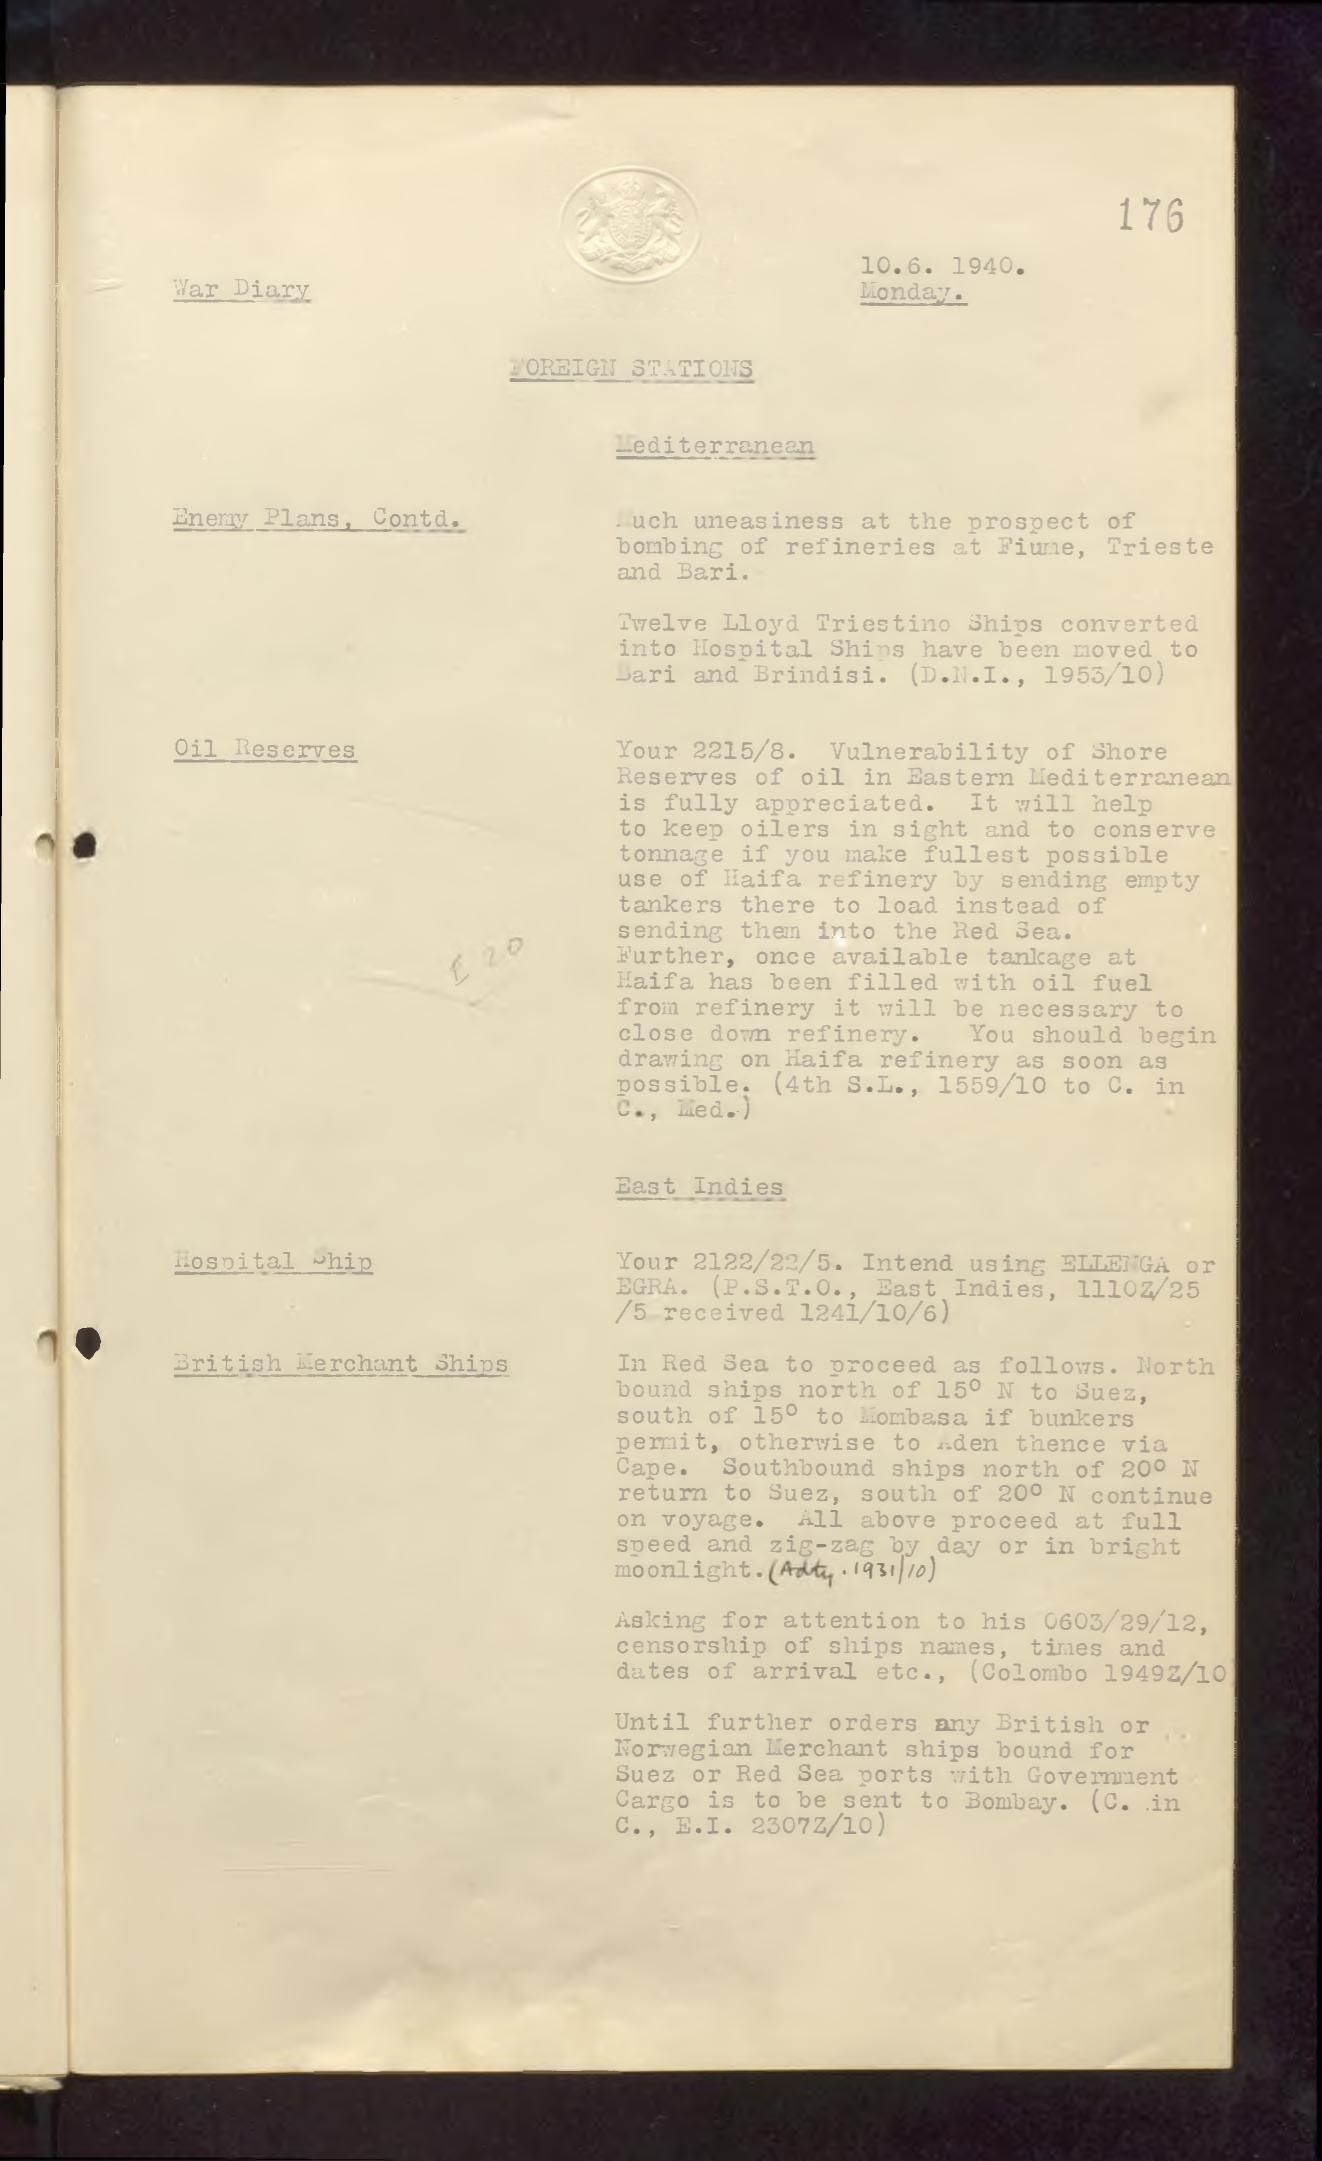 176
10.6. 1940.
War Diary
Monday.
FOREIGN STATIONS
Mediterranean
Enemy Plans, Contd.
Much uneasiness at the prospect of
bombing of refineries at Fiume, Trieste
and Bari.
Twelve Lloyd Triestino Ships converted
into Hospital Ships have been moved to
Bari and Brindisi. (D.N.I., 1953/10)
Oil Reserves
Your 2215/8. Vulnerability of Shore
Reserves of oil in Eastern Mediterranean
is fully appreciated. It will help
to keep oilers in sight and to conserve
tonnage if you make fullest possible
use of Haifa refinery by sending empty
tankers there to load instead of
sending them into the Red Sea.
Further, once available tankage at
Haifa has been filled with oil fuel
from refinery it will be necessary to
close down refinery. You should begin
drawing on Haifa refinery as soon as
possible. (4th S.L., 1559/10 to C. in
C., Med.)
East Indies
Hospital Ship
Your 2122/22/5. Intend using ELLENGA or
EGRA. (P.S.T.O., East Indies, 1110Z/25
/5 received 1241/10/6)
British Merchant Ships
In Red Sea to proceed as follows. North
bound ships north of 15° N to Suez,
south of 15° to Mombasa if bunkers
permit, otherwise to Aden thence via
Cape. Southbound ships north of 20° N
return to Suez, south of 20° N continue
on voyage. All above proceed at full
speed and zig-zag by day or in bright
moonlight. (Adty. 1931/10)
Asking for attention to his 0603/29/12,
censorship of ships names, times and
dates of arrival etc., (Colombo 1949Z/10
Until further orders any British or
Norwegian Merchant ships bound for
Suez or Red Sea ports with Government
Cargo is to be sent to Bombay. (C. in
C., E.I. 2307Z/10)